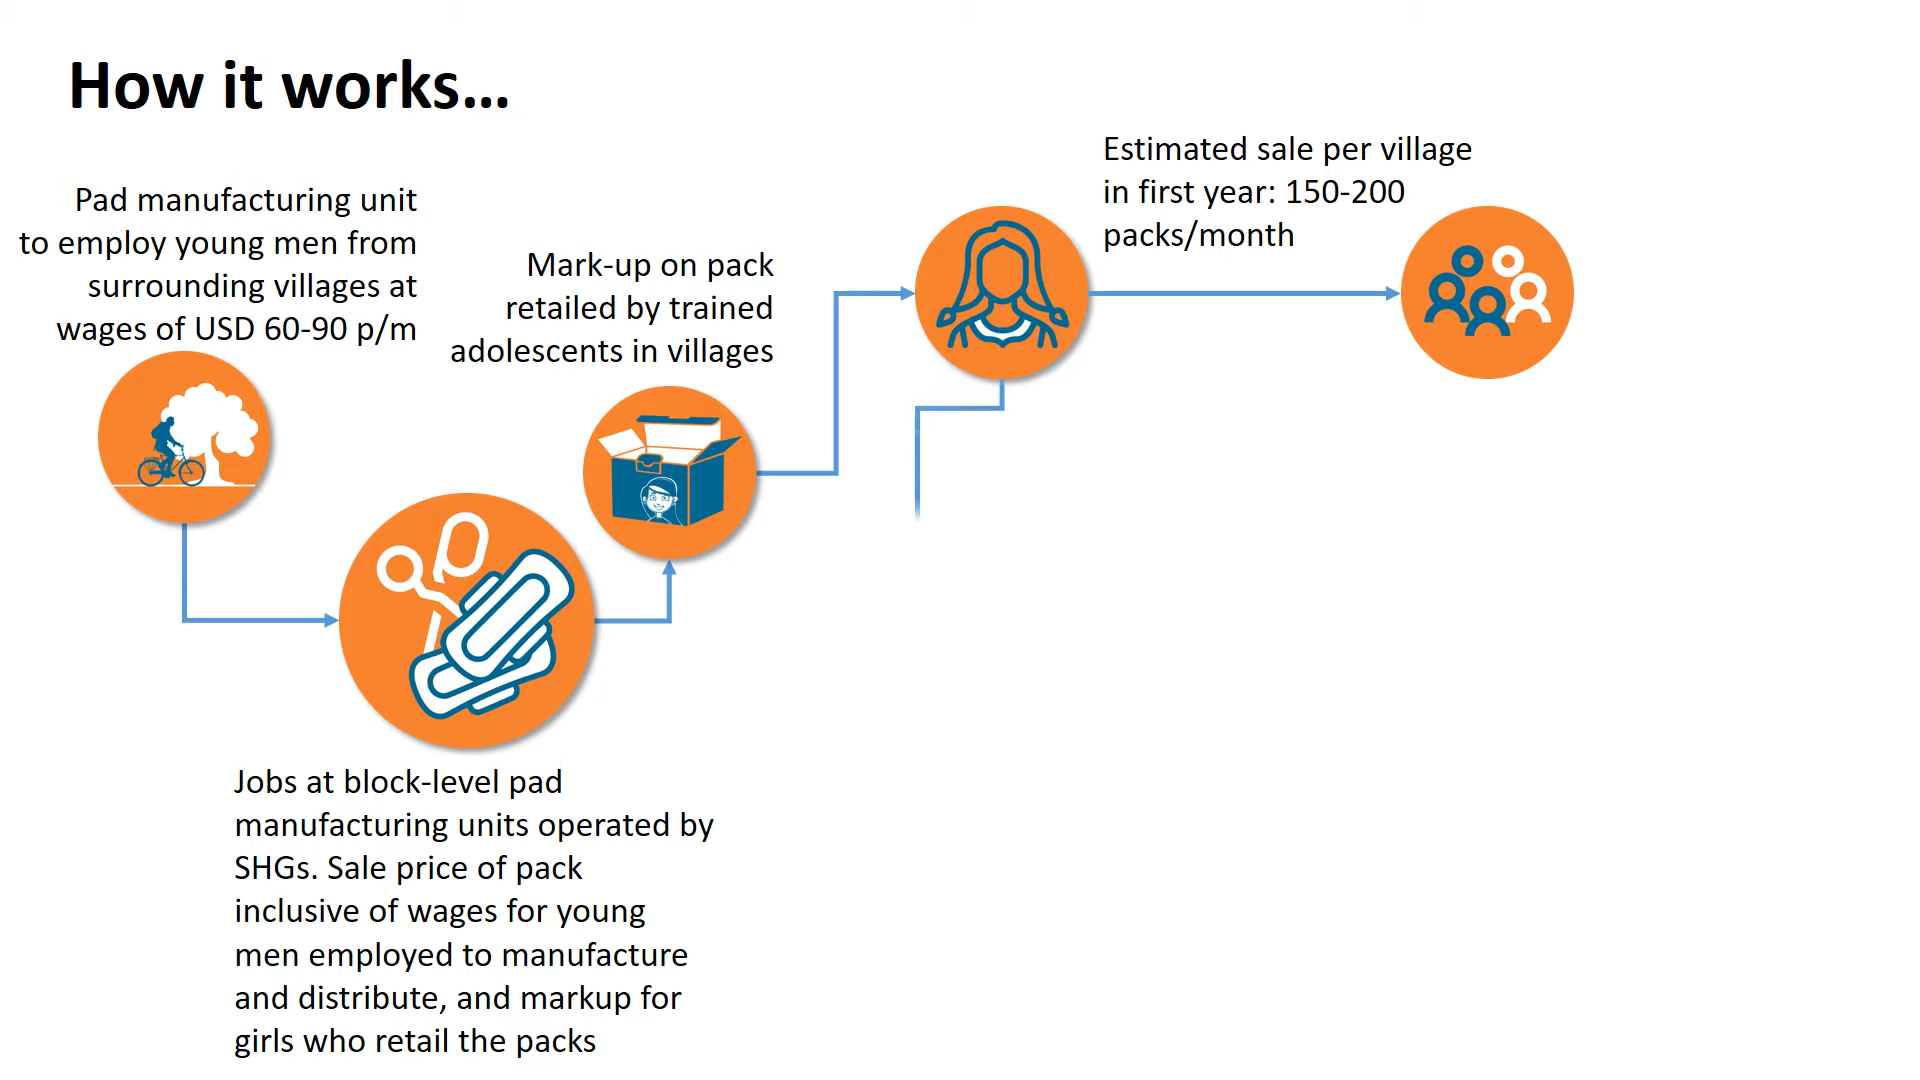 How it works...
Pad manufacturing unit
to employ young men from
surrounding villages at
wages of USD 60-90 p/m
Mark-up on pack
retailed by trained
adolescents in villages
Estimated sale per village
in first year: 150-200
packs/month
Jobs at block-level pad
manufacturing units operated by
SHGs. Sale price of pack
inclusive of wages for young
men employed to manufacture
and distribute, and markup for
girls who retail the packs